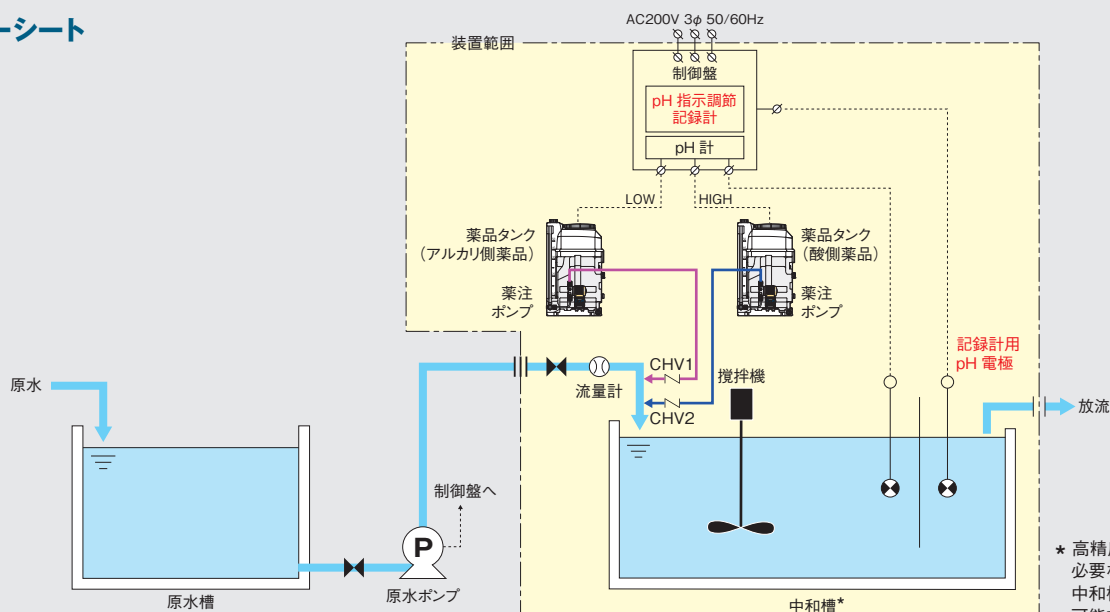 ーシート
AC200V 3φ 50/60Hz
装置範囲
制御盤
pH 指示調節
記録計
pH 計
LOW
HIGH
薬品タンク
（アルカリ側薬品）
薬注
ポンプ
薬品タンク
（酸側薬品）
薬注
ポンプ
記録計用
pH 電極
原水
流量計
CHV1
CHV2
撹拌機
放流
制御盤へ
P
原水槽
原水ポンプ
中和槽*
* 高精度
必要な
中和槽
可能